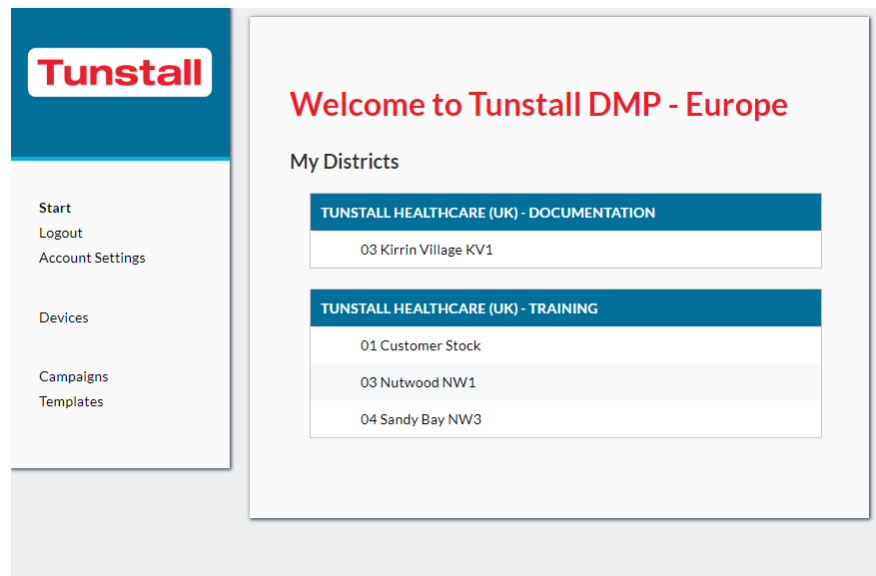 Tunstall
Start
Logout
Account Settings
Devices
Campaigns
Templates
Welcome to Tunstall DMP - Europe
My Districts
TUNSTALL HEALTHCARE (UK) - DOCUMENTATION
03 Kirrin Village KV1
TUNSTALL HEALTHCARE (UK) - TRAINING
01 Customer Stock
03 Nutwood NW1
04 Sandy Bay NW3